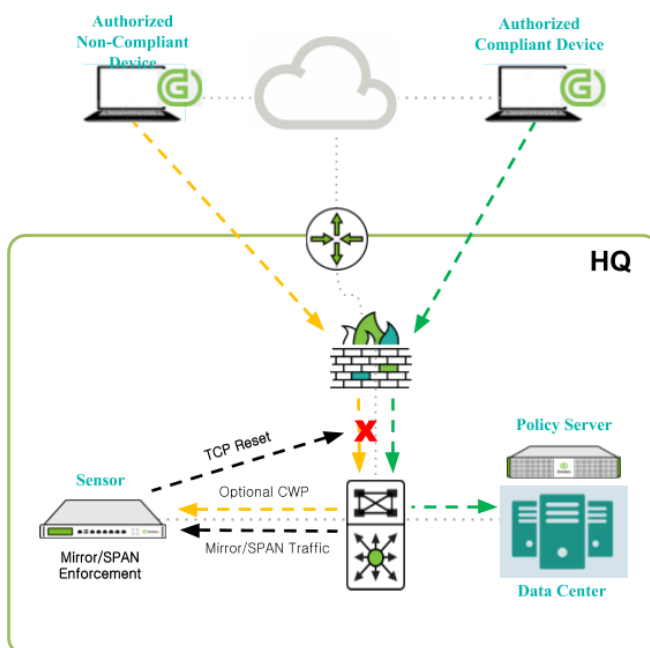 Authorized
Non-Compliant
Device
Authorized
Compliant Device
HQ
TCP Reset
Policy Server
Sensor
Optional CWP
Mirror/SPAN Traffic
Mirror/SPAN
Enforcement
Data Center